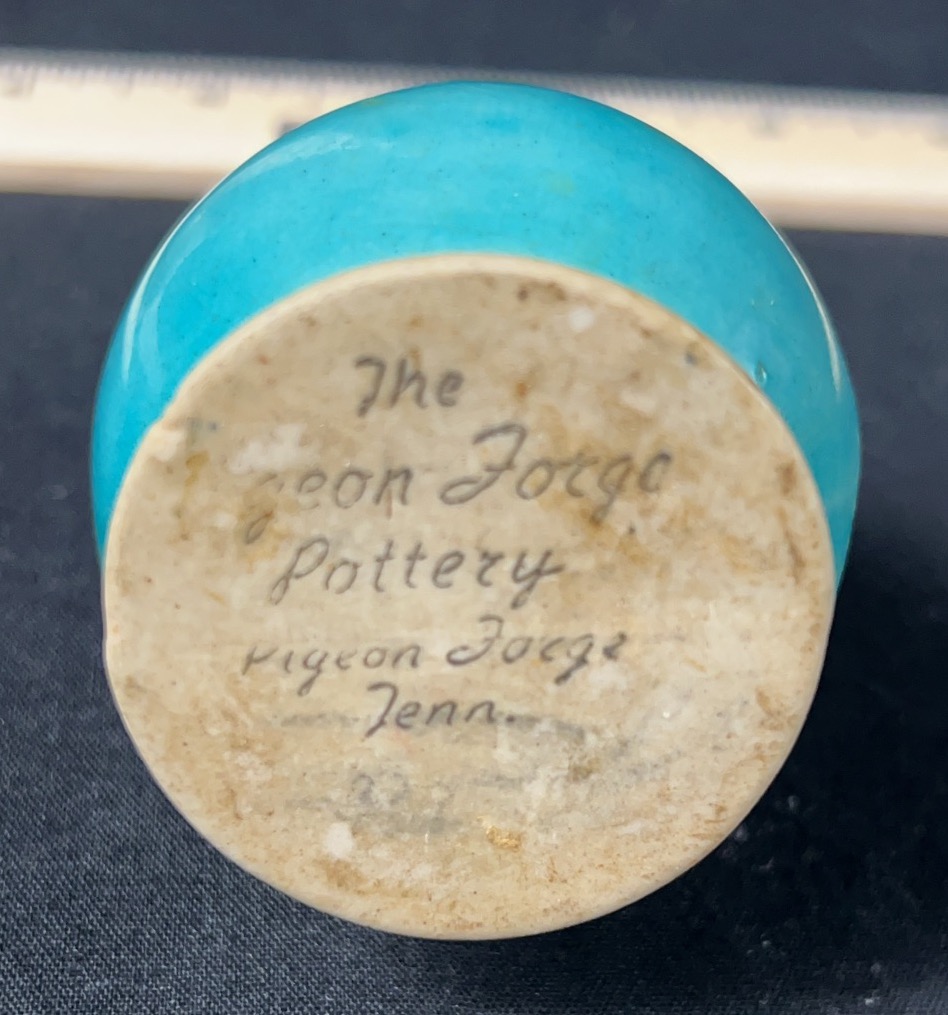 The
geon Forge
Pottery
Pigeon Forge
Tenn.